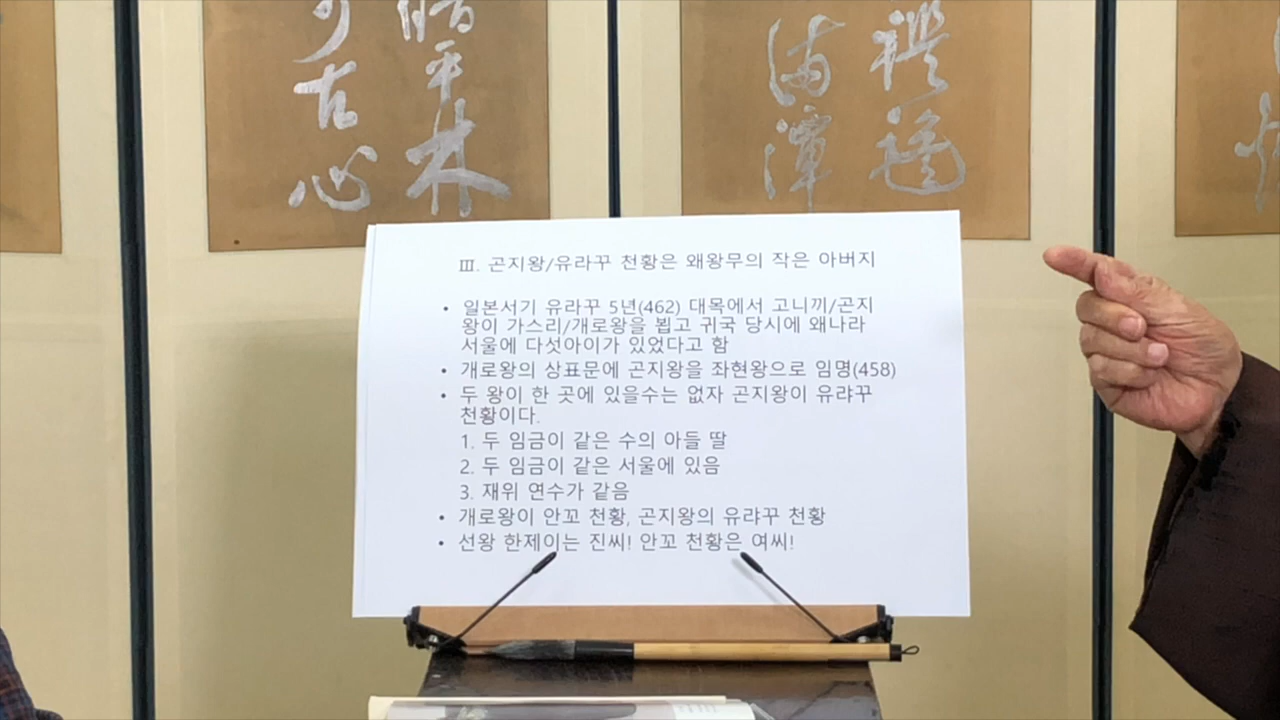 Ⅲ. 곤지왕/유라꾸 천황은 왜왕무의 작은 아버지
• 일본서기 유라꾸 5년(462) 대목에서 고니끼/곤지
왕이 가스리/개로왕을 뵙고 귀국 당시에 왜나라
서울에 다섯아이가 있었다고 함
• 개로왕의 상표문에 곤지왕을 좌현왕으로 임명(458)
• 두 왕이 한 곳에 있을수는 없자 곤지왕이 유랴꾸
천황이다.
1. 두 임금이 같은 수의 아들 딸
2. 두 임금이 같은 서울에 있음
3. 재위 연수가 같음
• 개로왕이 안꼬 천황, 곤지왕의 유랴꾸 천황
• 선왕 한제이는 진씨! 안꼬 천황은 여씨!
平林
古心